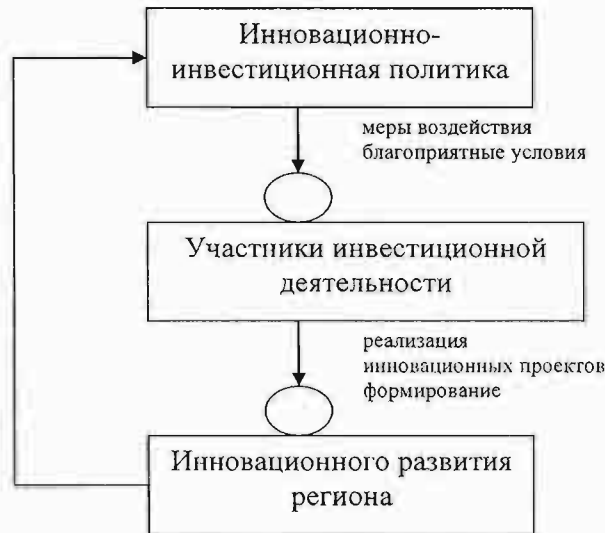 Инновационно-
инвестиционная политика
меры воздействия
благоприятные условия
Участники инвестиционной
деятельности
реализация
инновационных проектов
формирование
Инновационного развития
региона